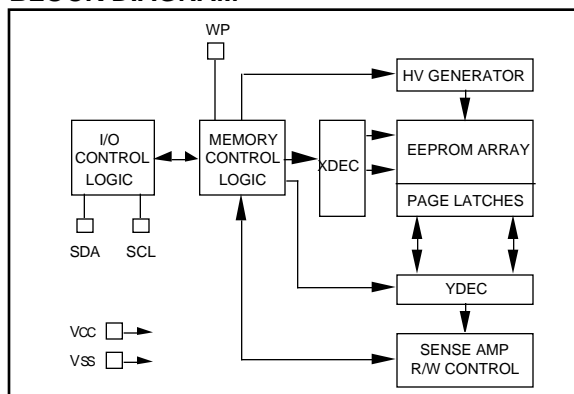 BLOCK DIAGRAM
WP
HV GENERATOR
I/O
CONTROL
LOGIC
MEMORY
CONTROL
LOGIC
XDEC
EEPROM ARRAY
PAGE LATCHES
SDA SCL
YDEC
VCC
VSS
SENSE AMP
R/W CONTROL